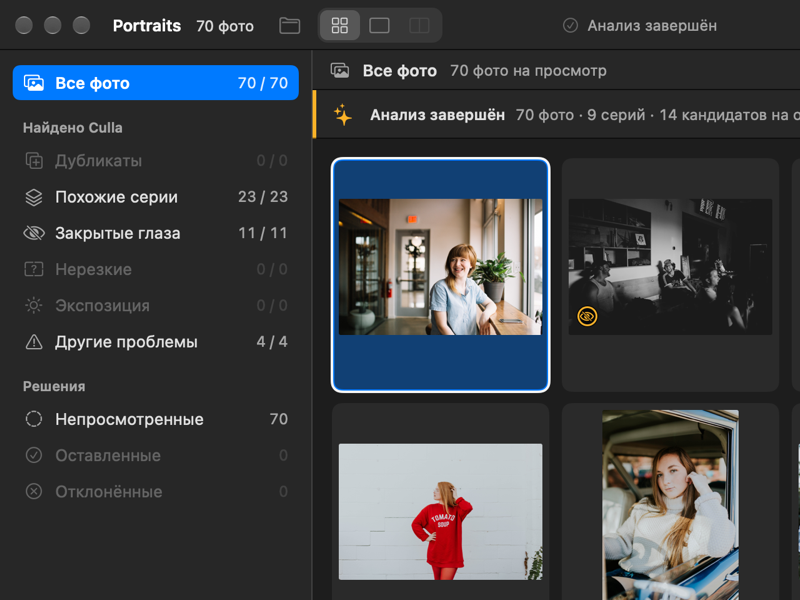 Portraits 70 фото
Анализ завершён
Все фото 70 / 70
Найдено Culla
Дубликаты 0 / 0
Похожие серии 23 / 23
Закрытые глаза 11 / 11
Нерезкие 0 / 0
Экспозиция 0 / 0
Другие проблемы 4 / 4
Решения
Непросмотренные 70
Оставленные 0
Отклонённые 0
Все фото 70 фото на просмотр
Анализ завершён 70 фото · 9 серий · 14 кандидатов на о
TOMATO
SOUP